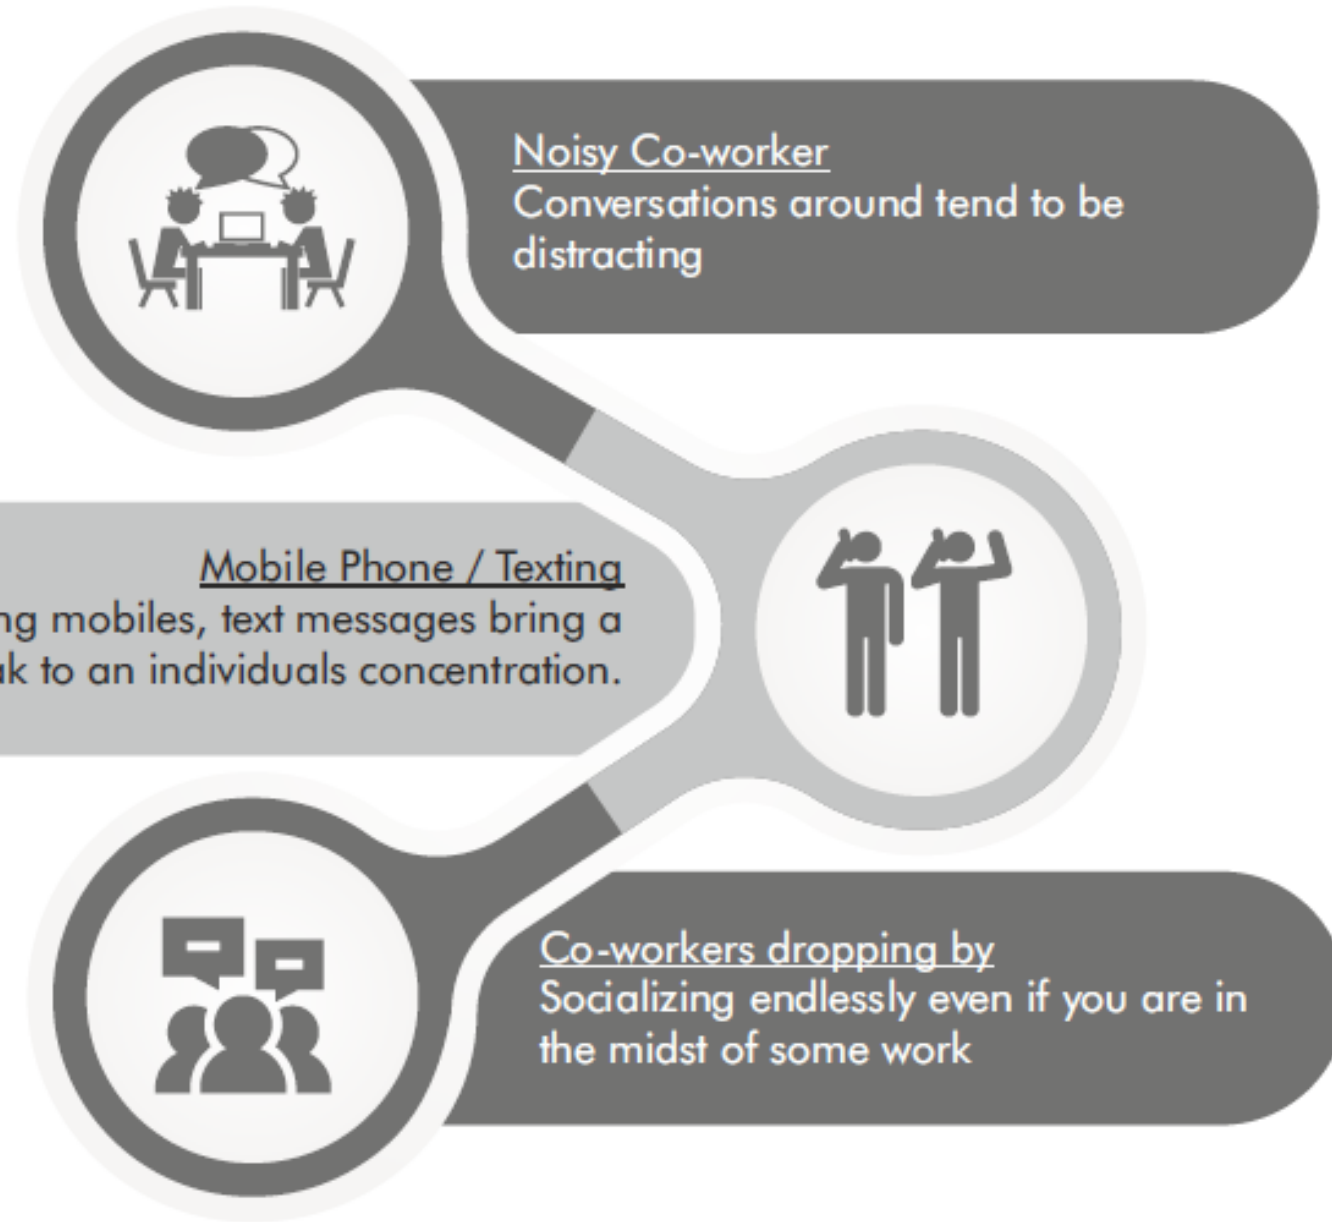 Noisy Co-worker
Conversations around tend to be
distracting
Mobile Phone / Texting
mobiles, text messages bring a
to an individuals concentration.
Co-workers dropping by
Socializing endlessly even if you are in
the midst of some work